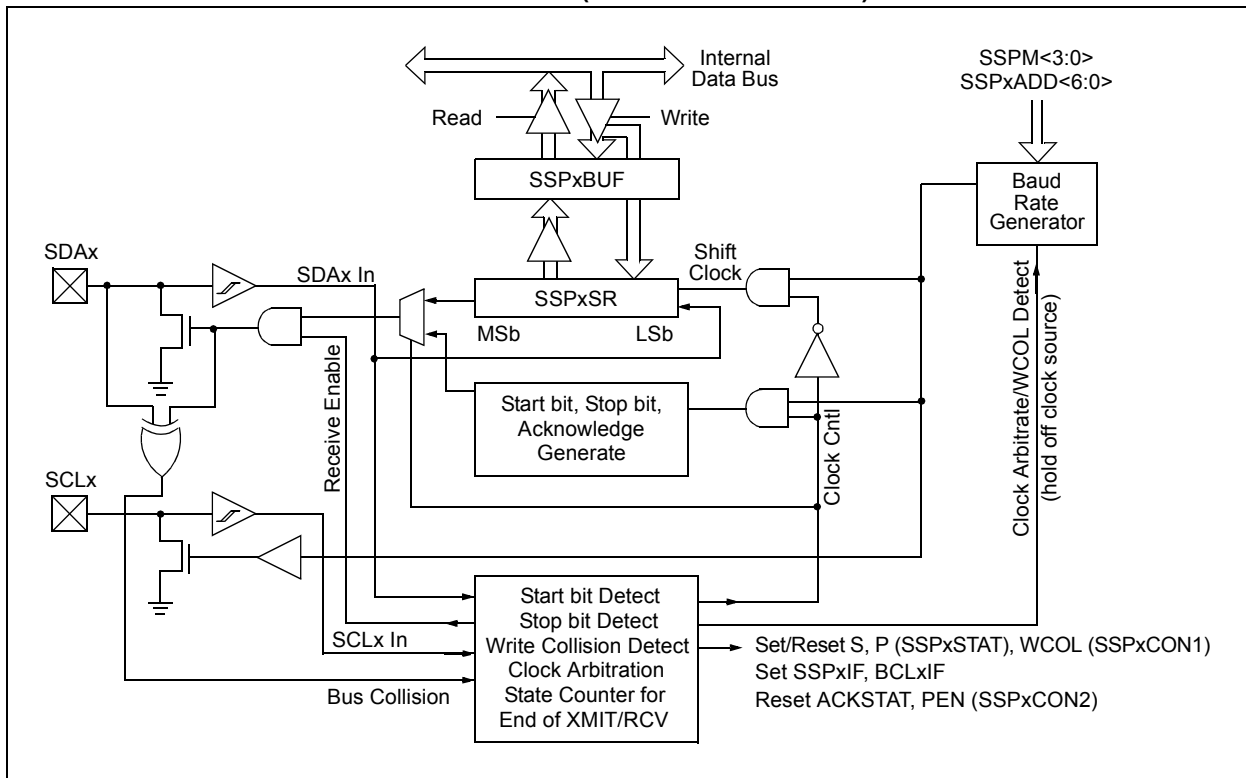 Internal
Data Bus
SSPM<3:0>
SSPxADD<6:0>
Read
Write
SSPxBUF
Baud
Rate
Generator
SDAx
SDAx In
Shift
Clock
SSPxSR
MSb
LSb
Receive Enable
Start bit, Stop bit,
Acknowledge
Generate
Clock Cntl
Clock Arbitrate/WCOL Detect
(hold off clock source)
SCLx
SCLx In
Bus Collision
Start bit Detect
Stop bit Detect
Write Collision Detect
Clock Arbitration
State Counter for
End of XMIT/RCV
Set/Reset S, P (SSPxSTAT), WCOL (SSPxCON1)
Set SSPxIF, BCLxIF
Reset ACKSTAT, PEN (SSPxCON2)